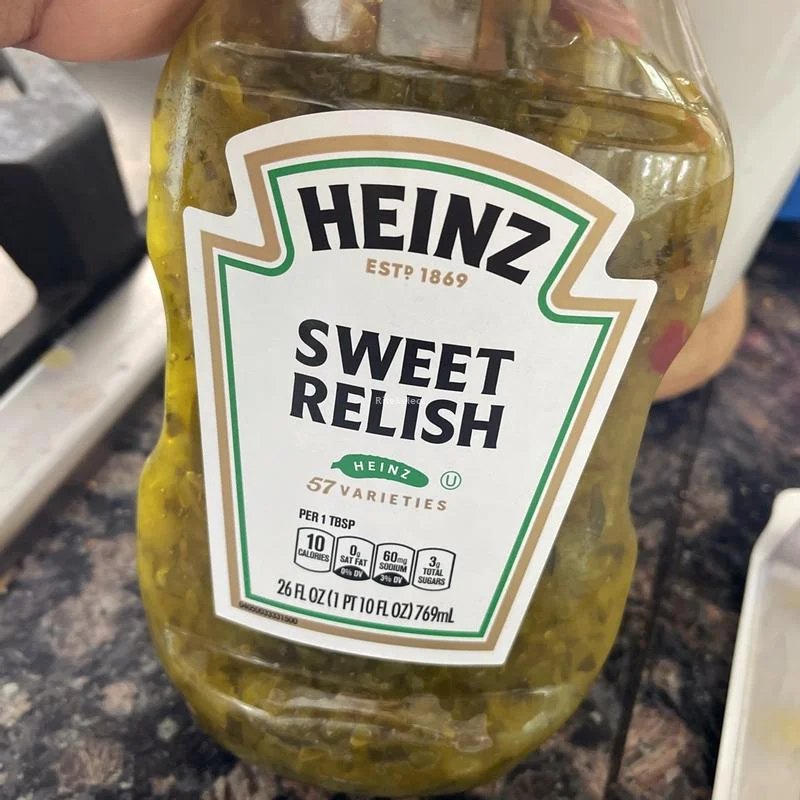 HEINZ
ESTD 1869
SWEET
RELISH
HEINZ
U
57 VARIETIES
PER 1 TBSP
10 CALORIES
0g SAT FAT 0% DV
60mg SODIUM 3% DV
3g TOTAL SUGARS
26 FL OZ (1 PT 10 FL OZ) 769mL